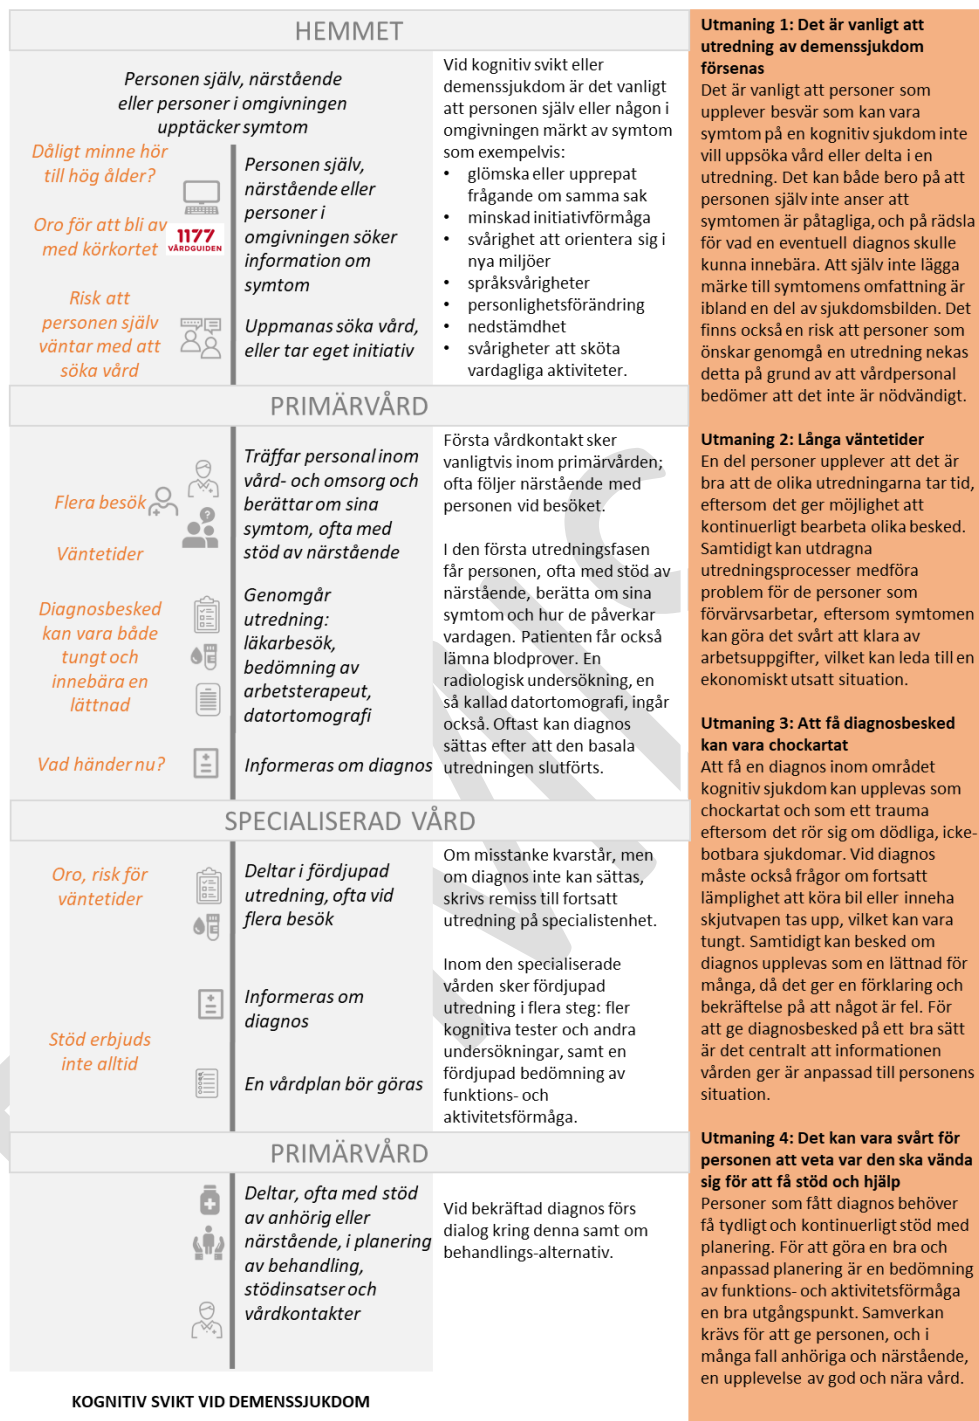 HEMMET
Personen själv, närstående
eller personer i omgivningen
upptäcker symtom
Dåligt minne hör
till hög ålder?
Oro för att bli av
med körkortet
1177
VÅRDGUIDEN
Risk att
personen själv
väntar med att
söka vård
Personen själv,
närstående eller
personer i
omgivningen söker
information om
symtom
Uppmanas söka vård,
eller tar eget initiativ
Vid kognitiv svikt eller
demenssjukdom är det vanligt
att personen själv eller någon i
omgivningen märkt av symtom
som exempelvis:
• glömska eller upprepat
frågande om samma sak
• minskad initiativförmåga
• svårighet att orientera sig i
nya miljöer
• språksvårigheter
• personlighetsförändring
• nedstämdhet
• svårigheter att sköta
vardagliga aktiviteter.
PRIMÄRVÅRD
Flera besök
Väntetider
Diagnosbesked
kan vara både
tungt och
innebära en
lättnad
Vad händer nu?
Träffar personal inom
vård- och omsorg och
berättar om sina
symtom, ofta med
stöd av närstående
Genomgår
utredning:
läkarbesök,
bedömning av
arbetsterapeut,
datortomografi
Informeras om diagnos
Första vårdkontakt sker
vanligtvis inom primärvården;
ofta följer närstående med
personen vid besöket.
I den första utredningsfasen
får personen, ofta med stöd av
närstående, berätta om sina
symtom och hur de påverkar
vardagen. Patienten får också
lämna blodprover. En
radiologisk undersökning, en
så kallad datortomografi, ingår
också. Oftast kan diagnos
sättas efter att den basala
utredningen slutförts.
SPECIALISERAD VÅRD
Oro, risk för
väntetider
Stöd erbjuds
inte alltid
Deltar i fördjupad
utredning, ofta vid
flera besök
Informeras om
diagnos
En vårdplan bör göras
Om misstanke kvarstår, men
om diagnos inte kan sättas,
skrivs remiss till fortsatt
utredning på specialistenhet.
Inom den specialiserade
vården sker fördjupad
utredning i flera steg: fler
kognitiva tester och andra
undersökningar, samt en
fördjupad bedömning av
funktions- och
aktivitetsförmåga.
PRIMÄRVÅRD
Deltar, ofta med stöd
av anhörig eller
närstående, i planering
av behandling,
stödinsatser och
vårdkontakter
Vid bekräftad diagnos förs
dialog kring denna samt om
behandlings-alternativ.
KOGNITIV SVIKT VID DEMENSSJUKDOM
Utmaning 1: Det är vanligt att
utredning av demenssjukdom
försenas
Det är vanligt att personer som
upplever besvär som kan vara
symtom på en kognitiv sjukdom inte
vill uppsöka vård eller delta i en
utredning. Det kan både bero på att
personen själv inte anser att
symtomen är påtagliga, och på rädsla
för vad en eventuell diagnos skulle
kunna innebära. Att själv inte lägga
märke till symtomens omfattning är
ibland en del av sjukdomsbilden. Det
finns också en risk att personer som
önskar genomgå en utredning nekas
detta på grund av att vårdpersonal
bedömer att det inte är nödvändigt.
Utmaning 2: Långa väntetider
En del personer upplever att det är
bra att de olika utredningarna tar tid,
eftersom det ger möjlighet att
kontinuerligt bearbeta olika besked.
Samtidigt kan utdragna
utredningsprocesser medföra
problem för de personer som
förvärvsarbetar, eftersom symtomen
kan göra det svårt att klara av
arbetsuppgifter, vilket kan leda till en
ekonomiskt utsatt situation.
Utmaning 3: Att få diagnosbesked
kan vara chockartat
Att få en diagnos inom området
kognitiv sjukdom kan upplevas som
chockartat och som ett trauma
eftersom det rör sig om dödliga, icke-
botbara sjukdomar. Vid diagnos
måste också frågor om fortsatt
lämplighet att köra bil eller inneha
skjutvapen tas upp, vilket kan vara
tungt. Samtidigt kan besked om
diagnos upplevas som en lättnad för
många, då det ger en förklaring och
bekräftelse på att något är fel. För
att ge diagnosbesked på ett bra sätt
är det centralt att informationen
vården ger är anpassad till personens
situation.
Utmaning 4: Det kan vara svårt för
personen att veta var den ska vända
sig för att få stöd och hjälp
Personer som fått diagnos behöver
få tydligt och kontinuerligt stöd med
planering. För att göra en bra och
anpassad planering är en bedömning
av funktions- och aktivitetsförmåga
en bra utgångspunkt. Samverkan
krävs för att ge personen, och i
många fall anhöriga och närstående,
en upplevelse av god och nära vård.